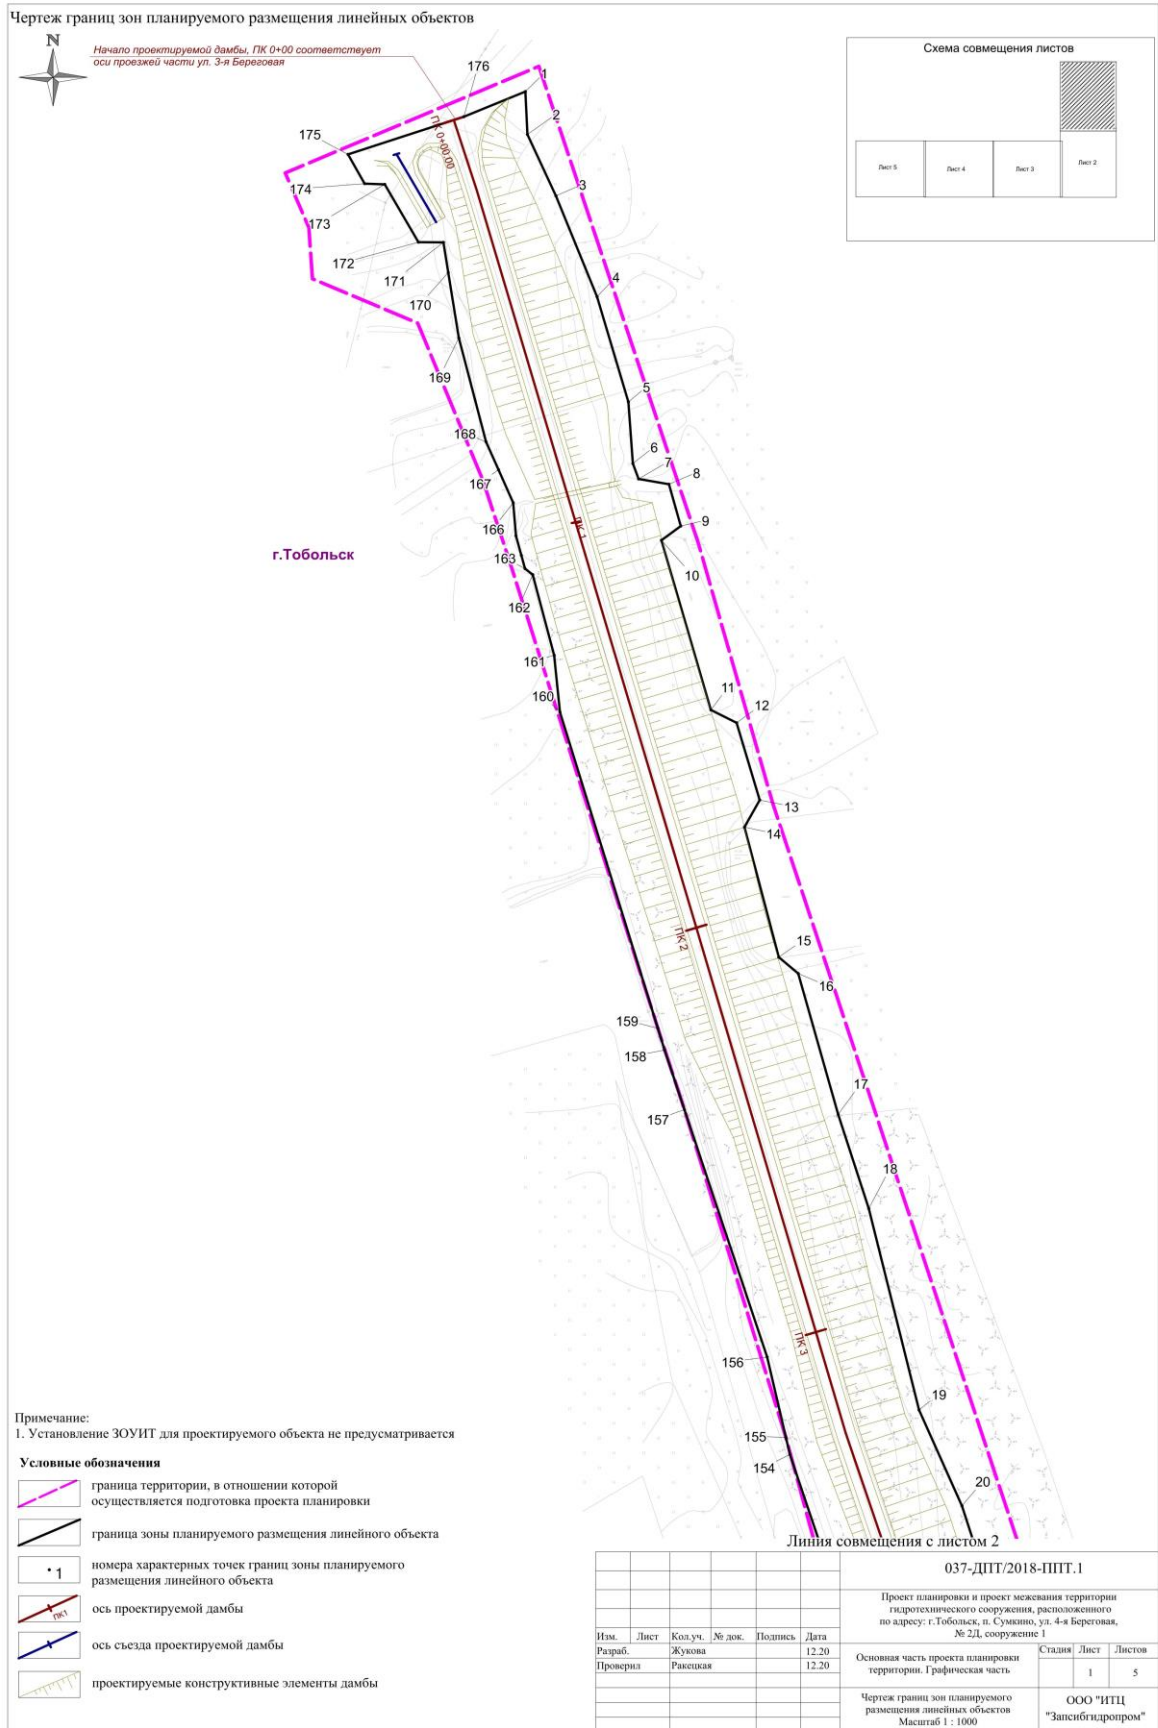 Чертеж границ зон планируемого размещения линейных объектов
N
Начало проектируемой дамбы, ПК 0+00 соответствует
оси проезжей части ул. 3-я Береговая
Схема совмещения листов
Лист 5
Лист 4
Лист 3
Лист 2
176
1
2
175
ПК 0+00.00
3
174
173
172
171
4
170
169
5
168
6
7
8
167
9
166
ПК 1
г.Тобольск
163
10
162
161
160
11
12
13
14
ПК 2
15
16
159
158
157
17
18
ПК 3
156
19
155
154
20
Линия совмещения с листом 2
Примечание:
1. Установление ЗОУИТ для проектируемого объекта не предусматривается
Условные обозначения
граница территории, в отношении которой
осуществляется подготовка проекта планировки
граница зоны планируемого размещения линейного объекта
1
номера характерных точек границ зоны планируемого
размещения линейного объекта
ПК1
ось проектируемой дамбы
ось съезда проектируемой дамбы
проектируемые конструктивные элементы дамбы
037-ДПТ/2018-ППТ.1
Проект планировки и проект межевания территории
гидротехнического сооружения, расположенного
по адресу: г.Тобольск, п. Сумкино, ул. 4-я Береговая,
№ 2Д, сооружение 1
Изм. Лист Кол.уч. № док. Подпись Дата
Разраб. Жукова 12.20
Проверил Ракецкая 12.20
Основная часть проекта планировки
территории. Графическая часть
Стадия Лист Листов
1 5
Чертеж границ зон планируемого
размещения линейных объектов
Масштаб 1 : 1000
ООО "ИТЦ
"Запсибгидропром"